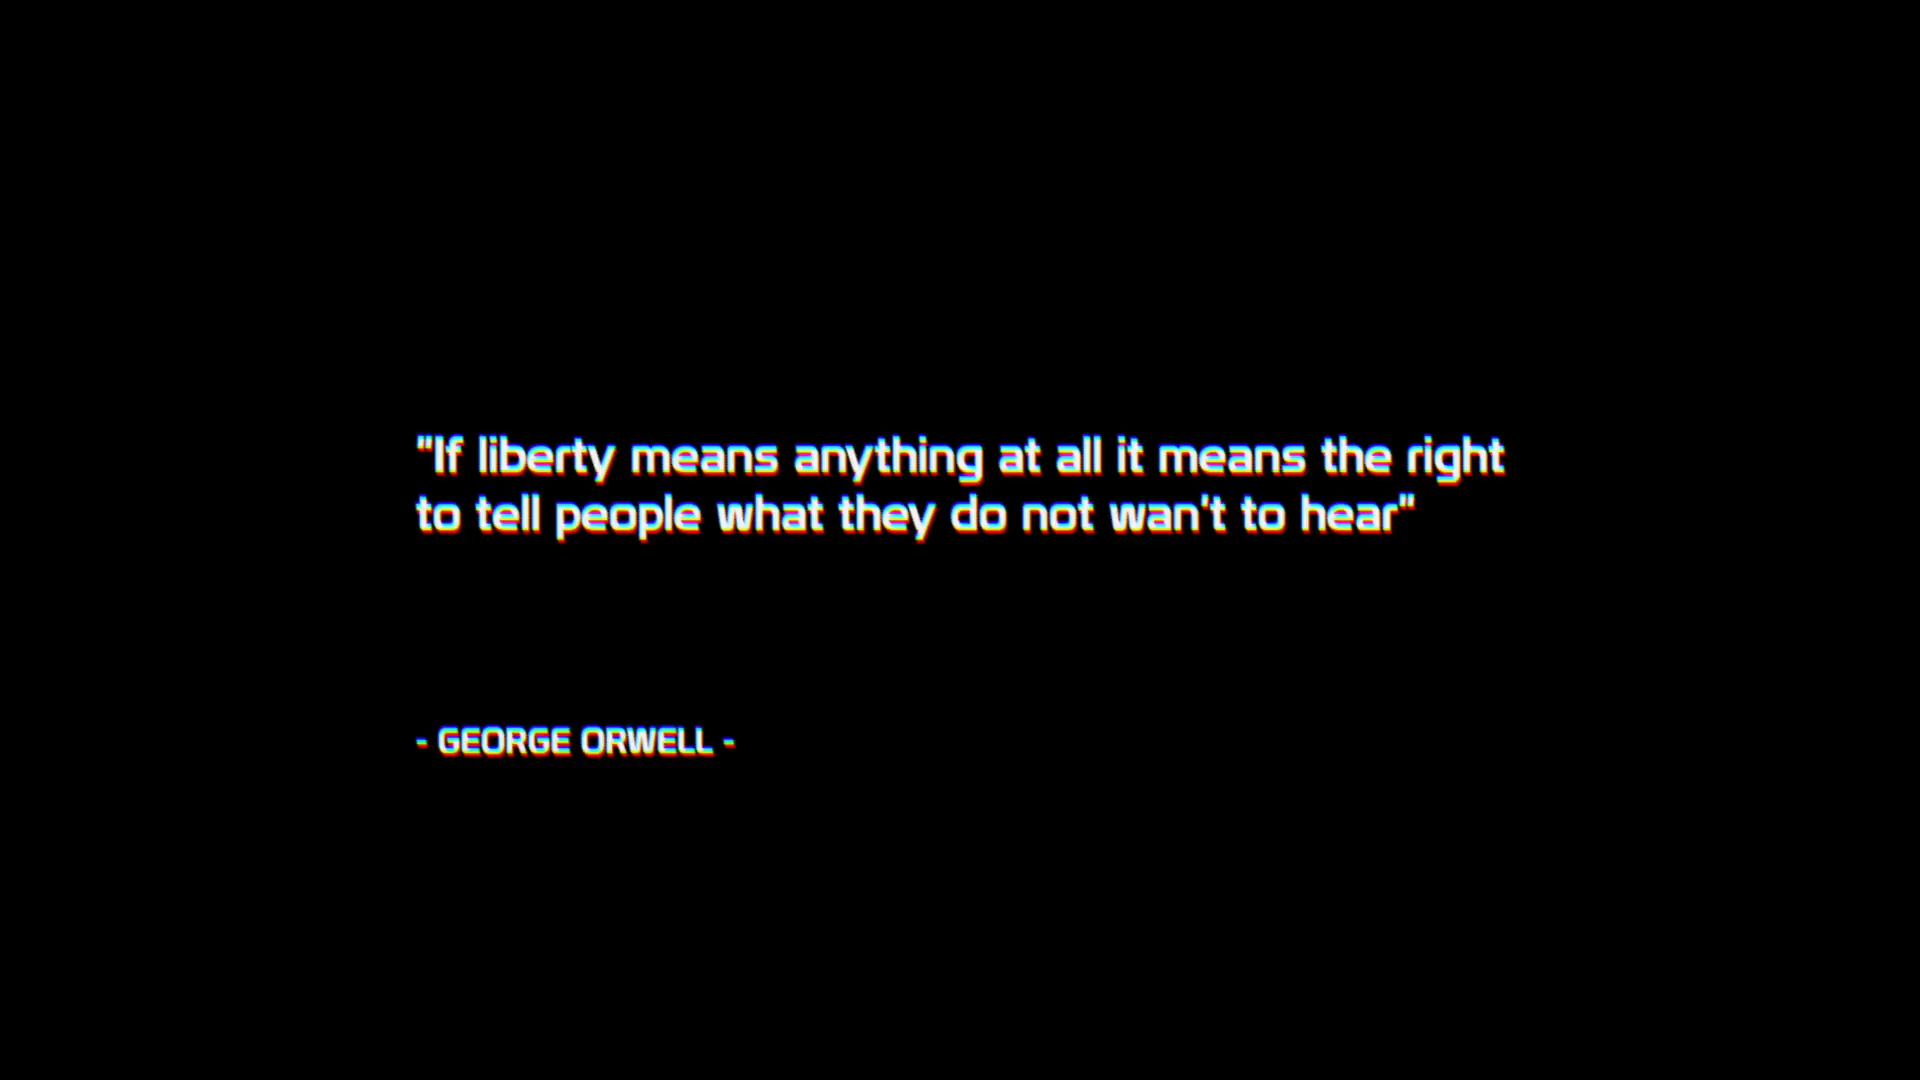 "If liberty means anything at all it means the right
to tell people what they do not wan't to hear"
- GEORGE ORWELL -